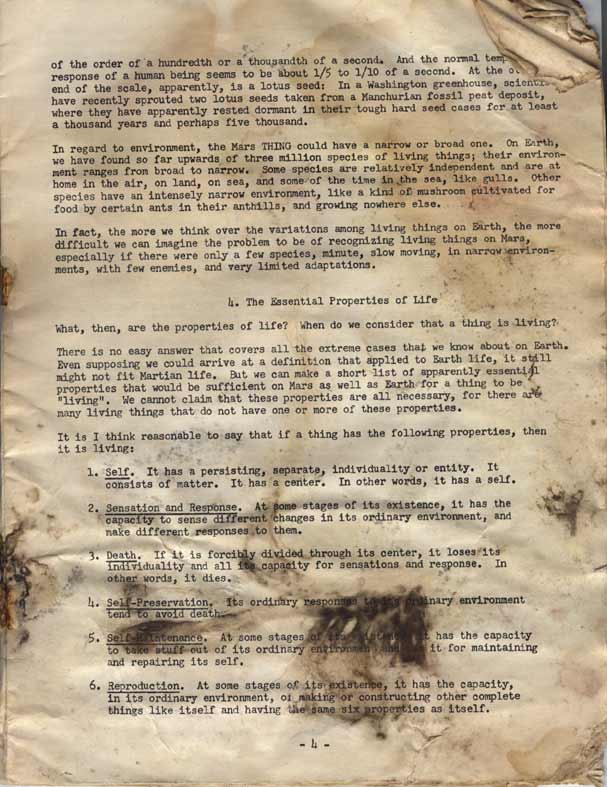 of the order of a hundredth or a thousandth of a second. And the normal
response of a human being seems to be about 1/5 to 1/10 of a second. At the
end of the scale, apparently, is a lotus seed: In a Washington greenhouse,
have recently sprouted two lotus seeds taken from a Manchurian fossil peat deposit,
where they have apparently rested dormant in their tough hard seed cases for at least
a thousand years and perhaps five thousand.
In regard to environment, the Mars THING could have a narrow or broad one. On Earth,
we have found so far upwards of three million species of living things; their environ-
ment ranges from broad to narrow. Some species are relatively independent and are at
home in the air, on land, on sea, and some of the time in the sea, like gulls. Other
species have an intensely narrow environment, like a kind of mushroom cultivated for
food by certain ants in their anthills, and growing nowhere else.
In fact, the more we think over the variations among living things on Earth, the more
difficult we can imagine the problem to be of recognizing living things on Mars,
especially if there were only a few species, minute, slow moving, in narrow environ-
ments, with few enemies, and very limited adaptations.
4. The Essential Properties of Life
What, then, are the properties of life? When do we consider that a thing is living?
There is no easy answer that covers all the extreme cases that we know about on Earth.
Even supposing we could arrive at a definition that applied to Earth life, it still
might not fit Martian life. But we can make a short list of apparently essential
properties that would be sufficient on Mars as well as Earth for a thing to be
"living". We cannot claim that these properties are all necessary, for there are
many living things that do not have one or more of these properties.
It is I think reasonable to say that if a thing has the following properties, then
it is living:
1. Self. It has a persisting, separate, individuality or entity. It
consists of matter. It has a center. In other words, it has a self.
2. Sensation and Response. At some stages of its existence, it has the
capacity to sense different changes in its ordinary environment, and
make different responses to them.
3. Death. If it is forcibly divided through its center, it loses its
individuality and all its capacity for sensations and response. In
other words, it dies.
4. Self-Preservation. Its ordinary responses to its ordinary environment
tend to avoid death.
5. Self-Maintenance. At some stages of its existence, it has the capacity
to take stuff out of its ordinary environment and use it for maintaining
and repairing its self.
6. Reproduction. At some stages of its existence, it has the capacity,
in its ordinary environment, of making or constructing other complete
things like itself and having the same six properties as itself.
- 4 -